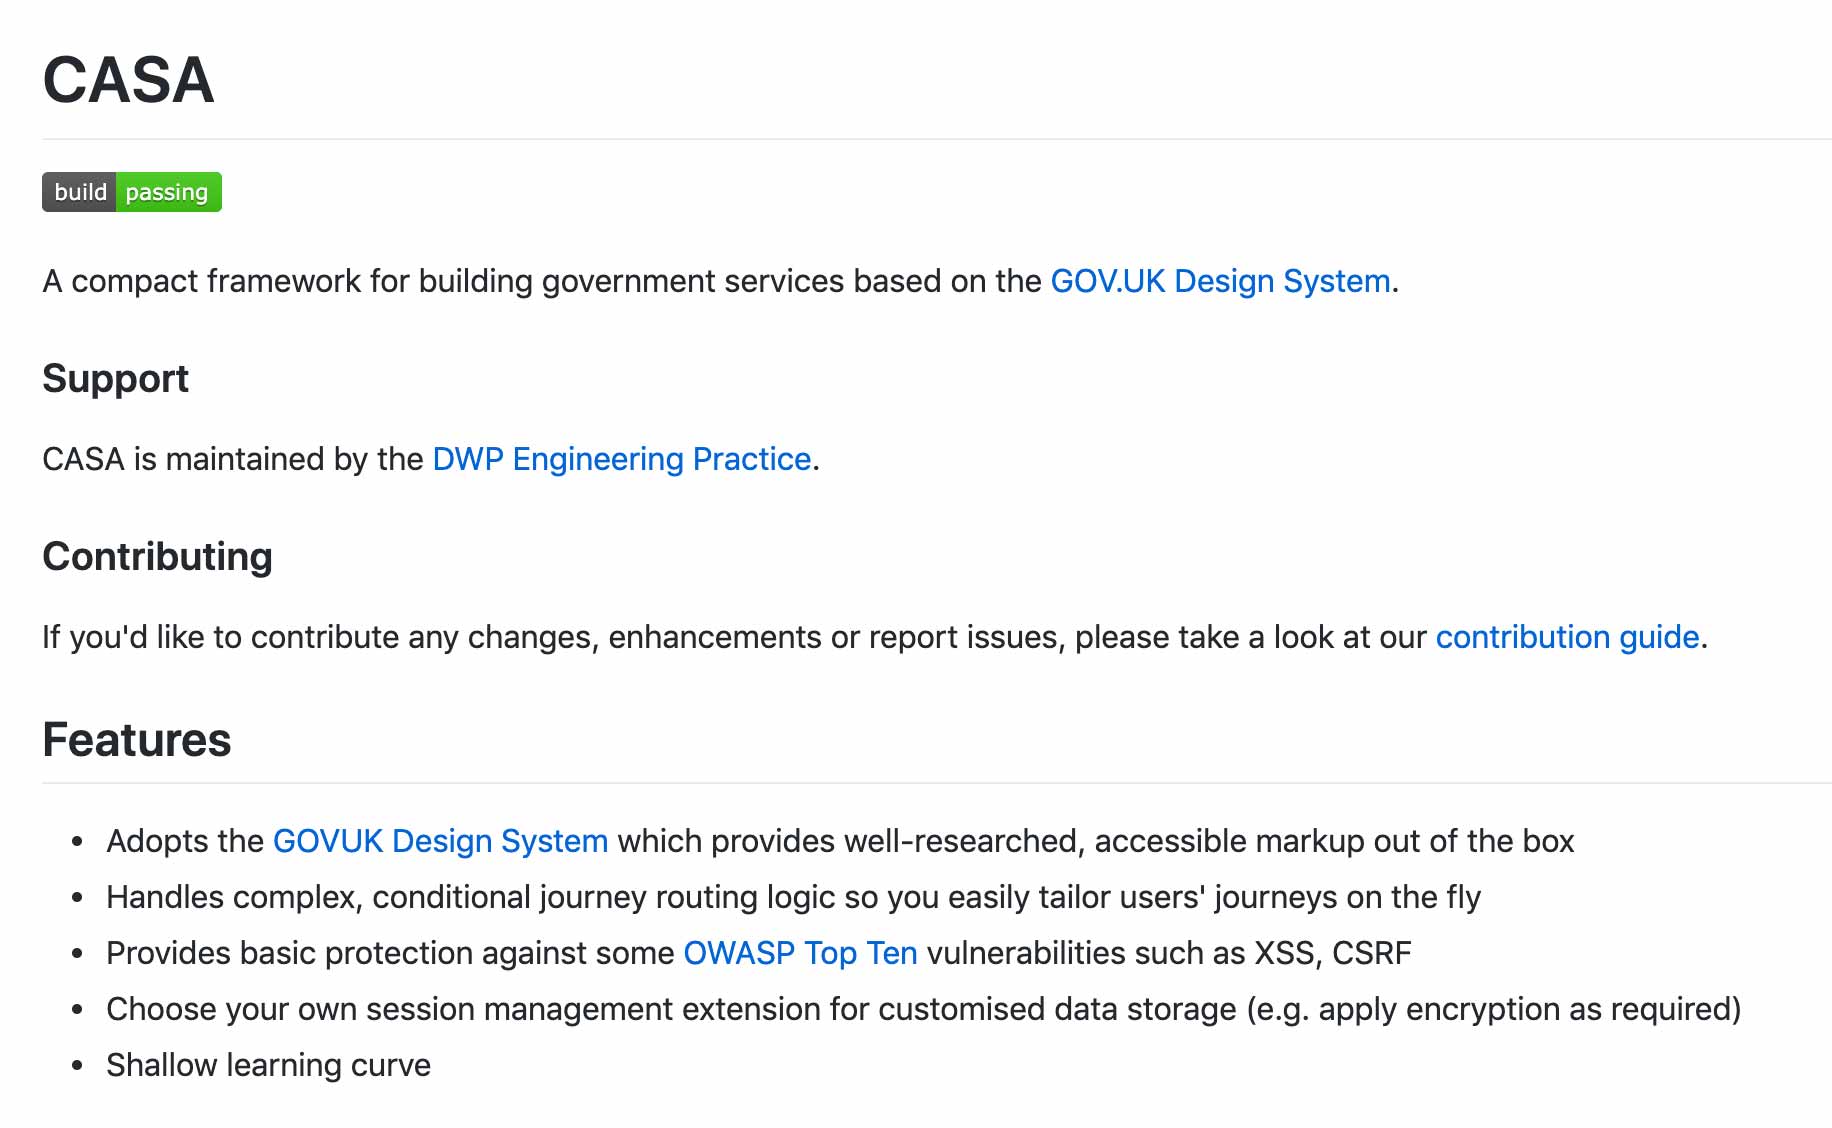 CASA
build passing
A compact framework for building government services based on the GOV.UK Design System.
Support
CASA is maintained by the DWP Engineering Practice.
Contributing
If you'd like to contribute any changes, enhancements or report issues, please take a look at our contribution guide.
Features
• Adopts the GOVUK Design System which provides well-researched, accessible markup out of the box
• Handles complex, conditional journey routing logic so you easily tailor users' journeys on the fly
• Provides basic protection against some OWASP Top Ten vulnerabilities such as XSS, CSRF
• Choose your own session management extension for customised data storage (e.g. apply encryption as required)
• Shallow learning curve